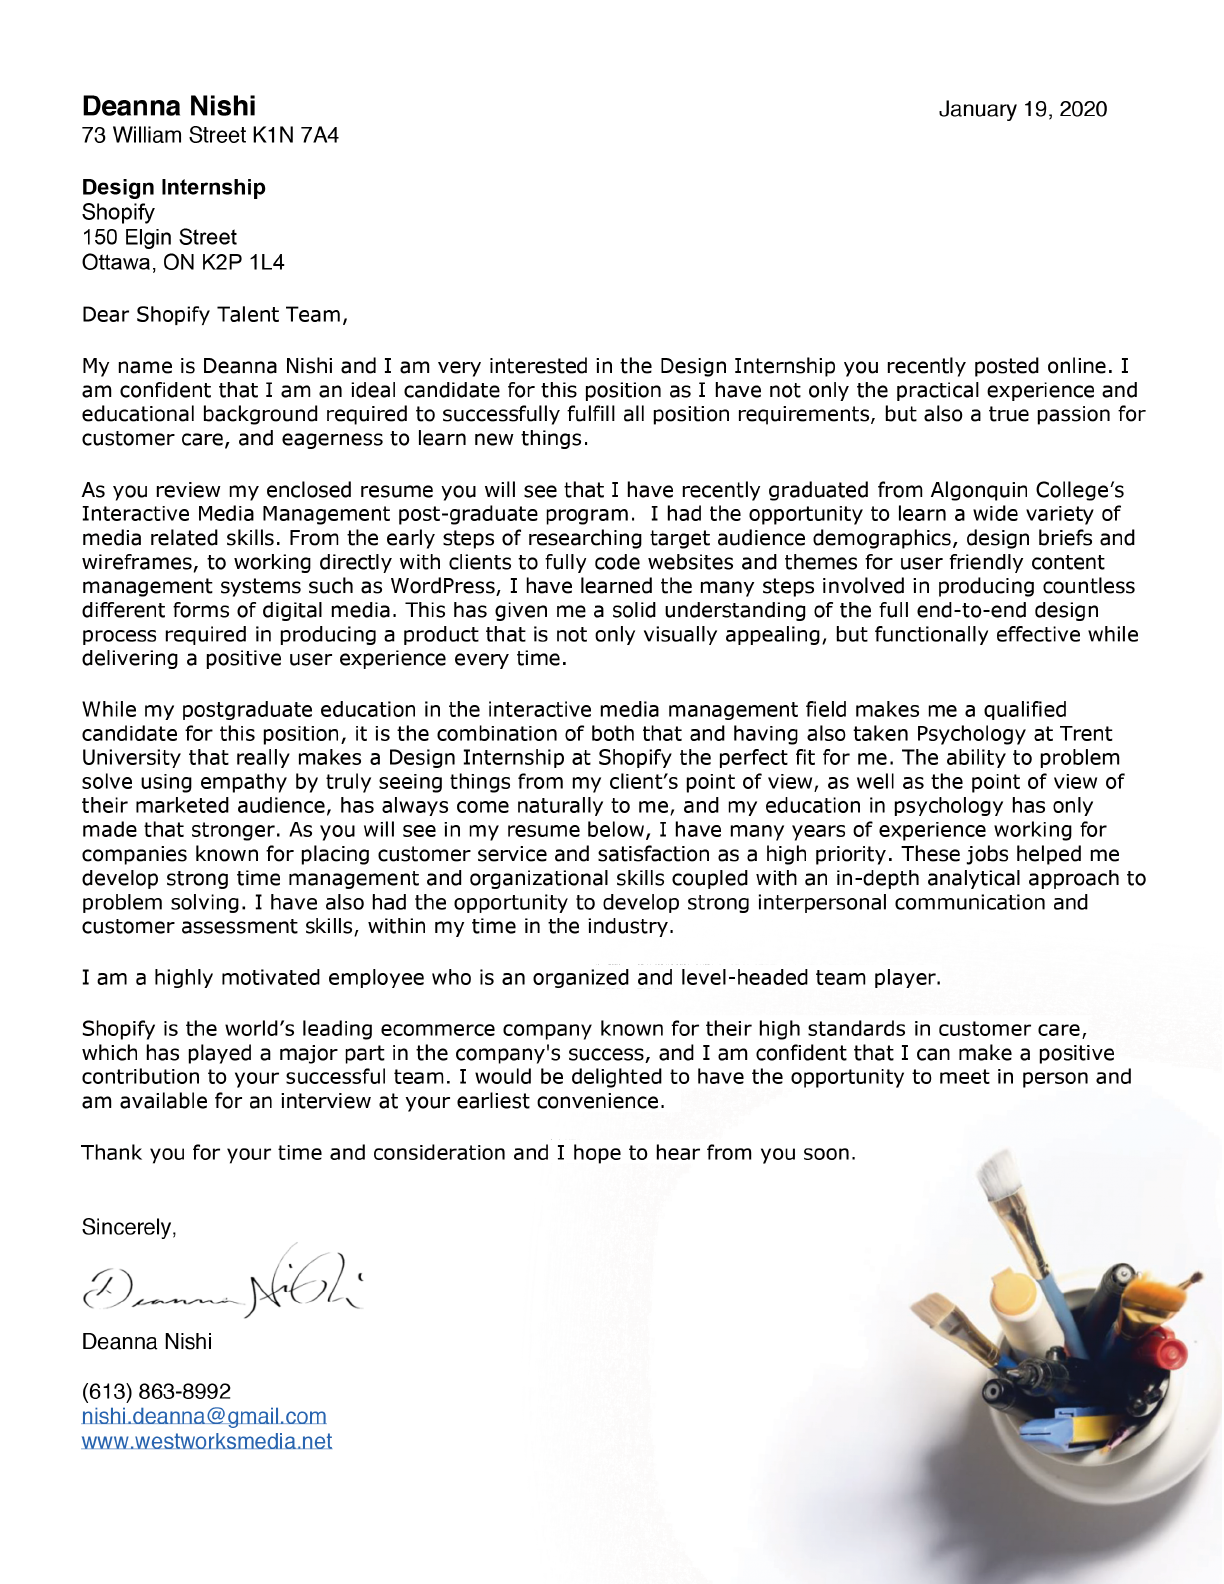 Deanna Nishi
January 19, 2020
73 William Street K1N 7A4
Design Internship
Shopify
150 Elgin Street
Ottawa, ON K2P 1L4
Dear Shopify Talent Team,
My name is Deanna Nishi and I am very interested in the Design Internship you recently posted online. I
am confident that I am an ideal candidate for this position as I have not only the practical experience and
educational background required to successfully fulfill all position requirements, but also a true passion for
customer care, and eagerness to learn new things.
As you review my enclosed resume you will see that I have recently graduated from Algonquin College’s
Interactive Media Management post-graduate program.  I had the opportunity to learn a wide variety of
media related skills. From the early steps of researching target audience demographics, design briefs and
wireframes, to working directly with clients to fully code websites and themes for user friendly content
management systems such as WordPress, I have learned the many steps involved in producing countless
different forms of digital media. This has given me a solid understanding of the full end-to-end design
process required in producing a product that is not only visually appealing, but functionally effective while
delivering a positive user experience every time.
While my postgraduate education in the interactive media management field makes me a qualified
candidate for this position, it is the combination of both that and having also taken Psychology at Trent
University that really makes a Design Internship at Shopify the perfect fit for me. The ability to problem
solve using empathy by truly seeing things from my client’s point of view, as well as the point of view of
their marketed audience, has always come naturally to me, and my education in psychology has only
made that stronger. As you will see in my resume below, I have many years of experience working for
companies known for placing customer service and satisfaction as a high priority. These jobs helped me
develop strong time management and organizational skills coupled with an in-depth analytical approach to
problem solving. I have also had the opportunity to develop strong interpersonal communication and
customer assessment skills, within my time in the industry.
I am a highly motivated employee who is an organized and level-headed team player.
Shopify is the world’s leading ecommerce company known for their high standards in customer care,
which has played a major part in the company's success, and I am confident that I can make a positive
contribution to your successful team. I would be delighted to have the opportunity to meet in person and
am available for an interview at your earliest convenience.
Thank you for your time and consideration and I hope to hear from you soon.
Sincerely,
Deanna Nishi
Deanna Nishi
(613) 863-8992
nishi.deanna@gmail.com
www.westworksmedia.net